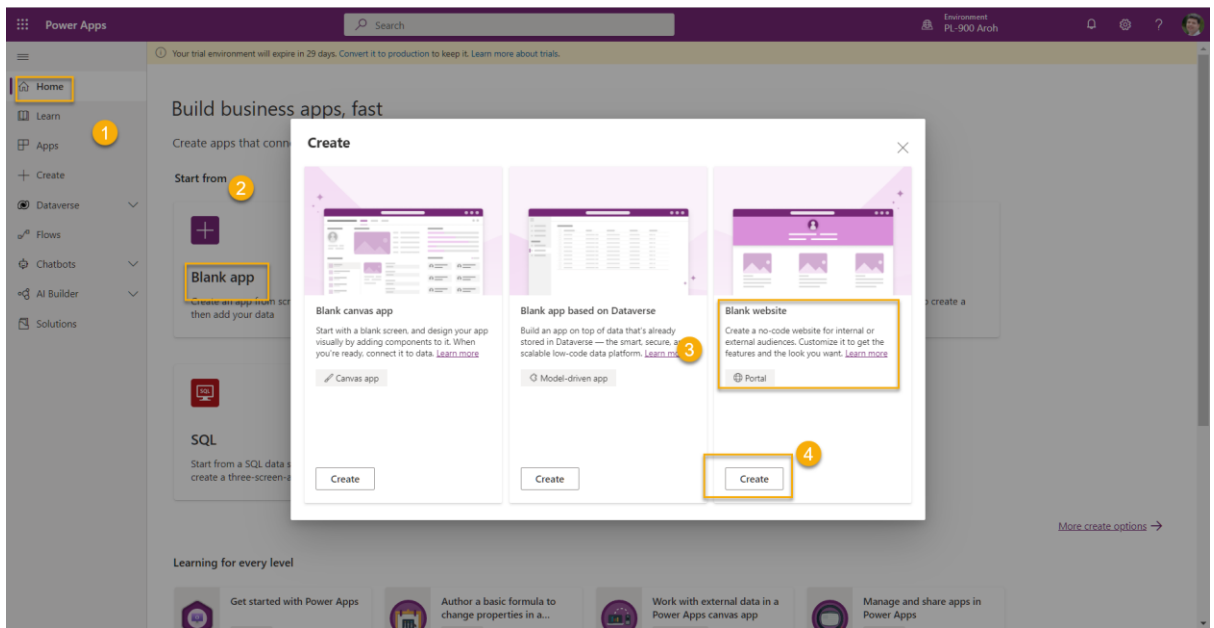 Power Apps
Search
Environment
PL-900 Aroh
?
Your trial environment will expire in 29 days. Convert it to production to keep it. Learn more about trials.
Home
Learn
1
Apps
Create
Dataverse
Flows
Chatbots
AI Builder
Solutions
Build business apps, fast
Create apps that conn
Start from
2
Blank app
Create an app from scr
then add your data
SQL
SQL
Start from a SQL data s
create a three-screen-a
Create
Blank canvas app
Start with a blank screen, and design your app
visually by adding components to it. When
you're ready, connect it to data. Learn more
Canvas app
Create
Blank app based on Dataverse
Build an app on top of data that's already
stored in Dataverse — the smart, secure,
scalable low-code data platform. Learn
3
Model-driven app
Create
Blank website
Create a no-code website for internal or
external audiences. Customize it to get the
features and the look you want. Learn more
Portal
4
Create
o create a
More create options
Learning for every level
Get started with Power Apps
Author a basic formula to
change properties in a...
Work with external data in a
Power Apps canvas app
Manage and share apps in
Power Apps